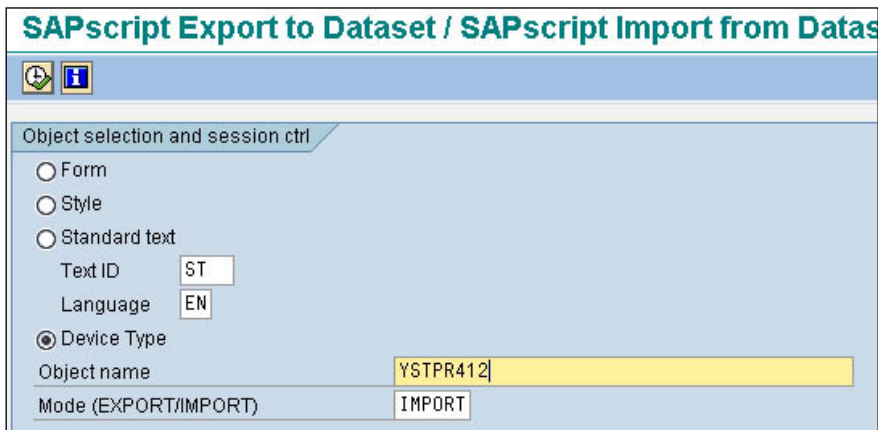 SAPscript Export to Dataset / SAPscript Import from Datas
Object selection and session ctrl
Form
Style
Standard text
Text ID ST
Language EN
Device Type
Object name YSTPR412
Mode (EXPORT/IMPORT) IMPORT